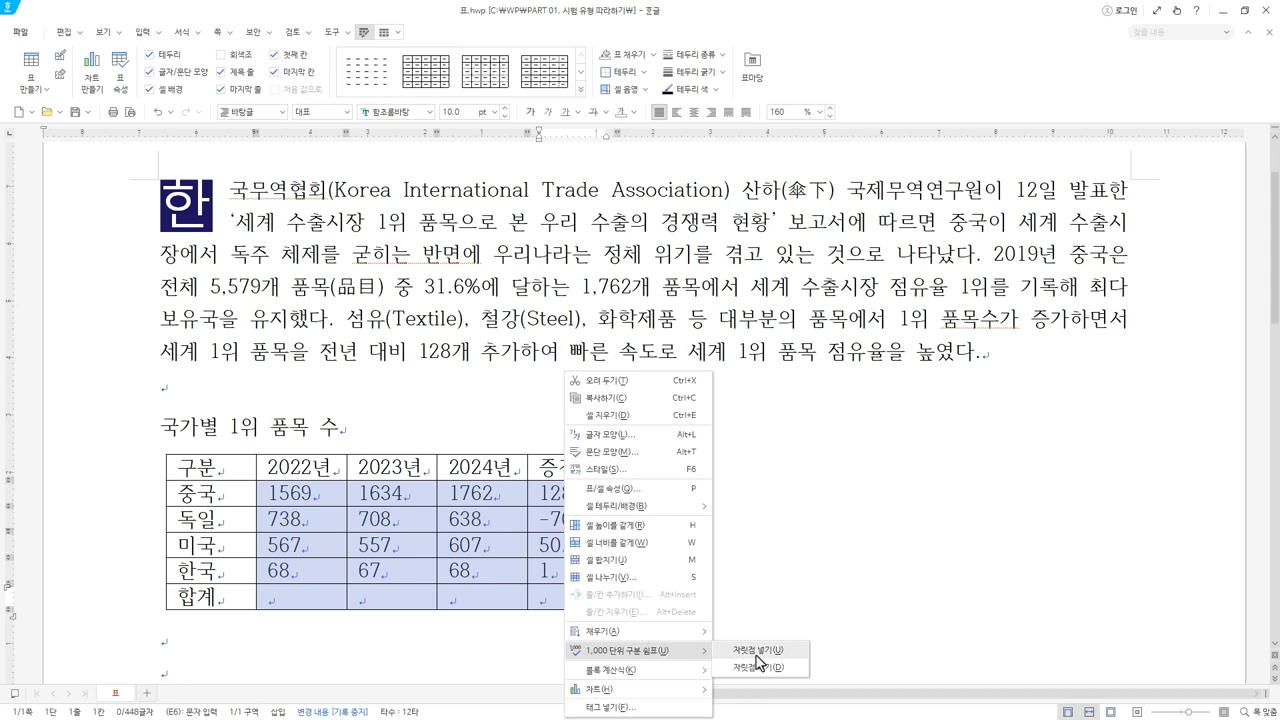 표.hwp [C:\WP\PART 01. 시험 유형 따라하기\] - 한글
로그인
파일 편집 보기 입력 서식 쪽 보안 검토 도구 찾을 내용
표 만들기 차트 만들기 표 속성
테두리 회색조 첫째 칸
글자/문단 모양 제목 줄 마지막 칸
셀 배경 마지막 줄 처음 값으로
표 채우기 테두리 종류
테두리 테두리 굵기
셀 음영 테두리 색
표마당
바탕글 대표 함초롬바탕 10.0 pt 가 가 가 가 가 160 %
한국무역협회(Korea International Trade Association) 산하(傘下) 국제무역연구원이 12일 발표한
‘세계 수출시장 1위 품목으로 본 우리 수출의 경쟁력 현황’ 보고서에 따르면 중국이 세계 수출시
장에서 독주 체제를 굳히는 반면에 우리나라는 정체 위기를 겪고 있는 것으로 나타났다. 2019년 중국은
전체 5,579개 품목(品目) 중 31.6%에 달하는 1,762개 품목에서 세계 수출시장 점유율 1위를 기록해 최다
보유국을 유지했다. 섬유(Textile), 철강(Steel), 화학제품 등 대부분의 품목에서 1위 품목수가 증가하면서
세계 1위 품목을 전년 대비 128개 추가하여 빠른 속도로 세계 1위 품목 점유율을 높였다.
국가별 1위 품목 수
구분 2022년 2023년 2024년
중국 1569 1634 1762
독일 738 708 638
미국 567 557 607 50
한국 68 67 68 1
합계
오려 두기(T) Ctrl+X
복사하기(C) Ctrl+C
셀 지우기(D) Ctrl+E
글자 모양(L)... Alt+L
문단 모양(M)... Alt+T
스타일(S)... F6
표/셀 속성(Q)... P
셀 테두리/배경(B)
셀 높이를 같게(R) H
셀 너비를 같게(W) W
셀 합치기(J) M
셀 나누기(V)... S
줄/칸 추가하기(I)... Alt+Insert
줄/칸 지우기(E)... Alt+Delete
채우기(A)
1,000 단위 구분 쉼표(U)
블록 계산식(K)
차트(H)
태그 넣기(F)...
자릿점 넣기(U)
표
1/1쪽 1단 1줄 1칸 0/448글자 (E6): 문자 입력 1/1 구역 삽입 변경 내용 [기록 중지] 타수 : 12타 폭 맞춤